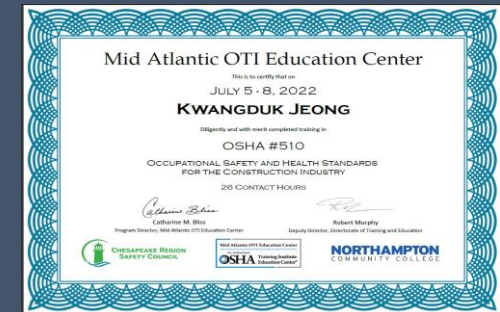 Mid Atlantic OTI Education Center
This is to certify that on
JULY 5 - 8, 2022
KWANGDUK JEONG
Diligently and with merit completed training in
OSHA #510
OCCUPATIONAL SAFETY AND HEALTH STANDARDS
FOR THE CONSTRUCTION INDUSTRY
26 CONTACT HOURS
Catharine Bliss
Catharine M. Bliss
Program Director, Mid Atlantic OTI Education Center
Robert Murphy
Deputy Director, Directorate of Training and Education
CHESAPEAKE REGION
SAFETY COUNCIL
Mid Atlantic OTI Education Center
OSHA Training Institute
Education Center
NORTHAMPTON
COMMUNITY COLLEGE